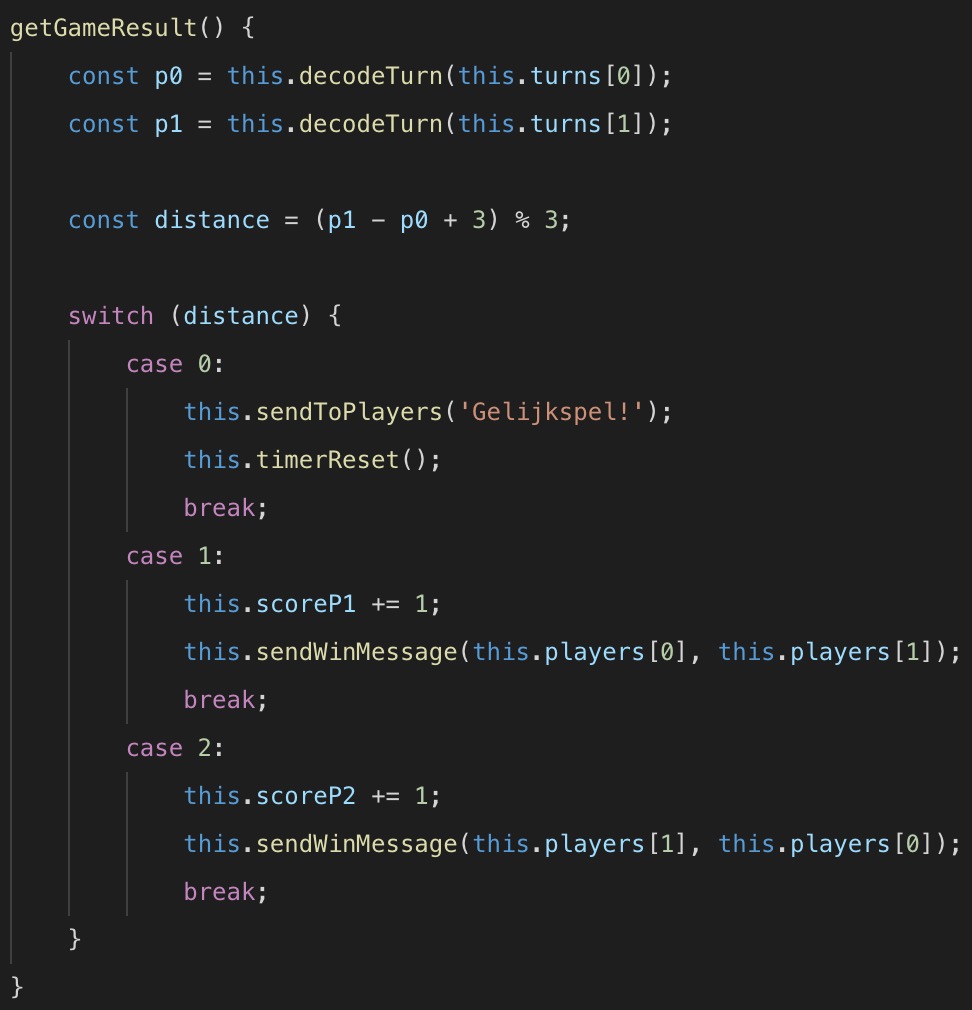 getGameResult() {
    const p0 = this.decodeTurn(this.turns[0]);
    const p1 = this.decodeTurn(this.turns[1]);

    const distance = (p1 - p0 + 3) % 3;

    switch (distance) {
        case 0:
            this.sendToPlayers('Gelijkspel!');
            this.timerReset();
            break;
        case 1:
            this.scoreP1 += 1;
            this.sendWinMessage(this.players[0], this.players[1]);
            break;
        case 2:
            this.scoreP2 += 1;
            this.sendWinMessage(this.players[1], this.players[0]);
            break;
    }
}